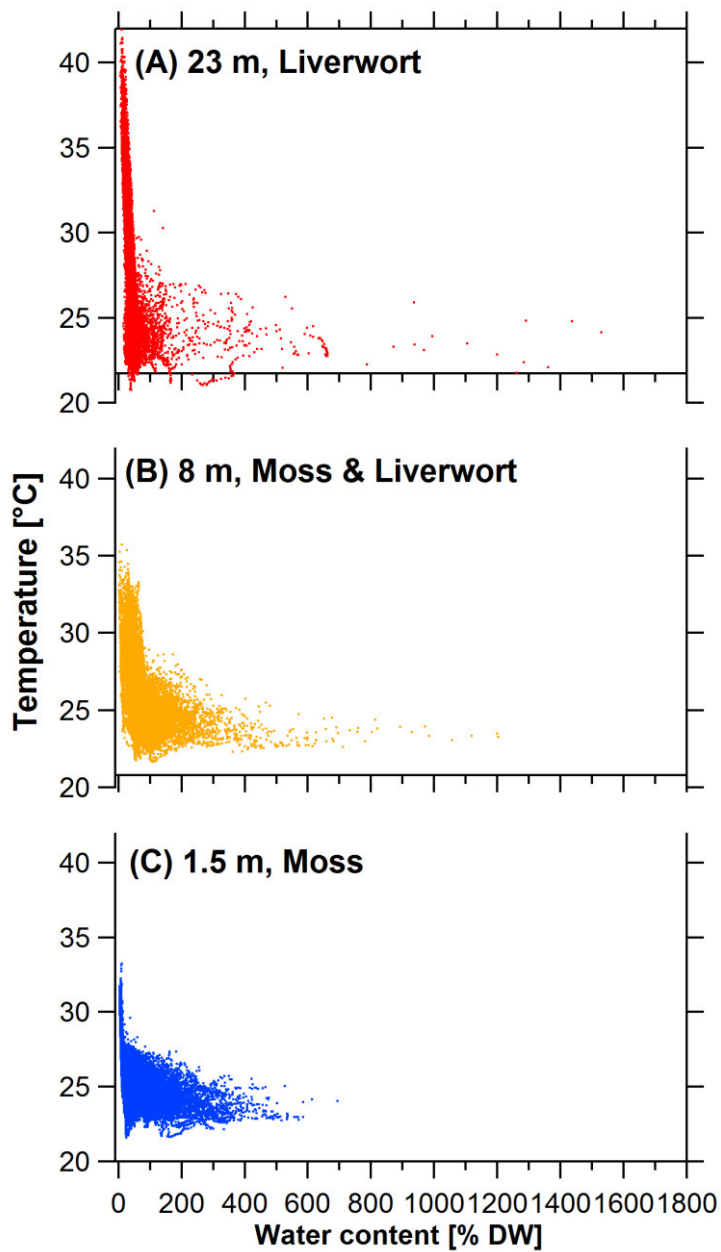 (A) 23 m, Liverwort
40
35
30
25
20
(B) 8 m, Moss & Liverwort
40
35
30
25
20
Temperature [°C]
(C) 1.5 m, Moss
40
35
30
25
20
0 200 400 600 800 1000 1200 1400 1600 1800
Water content [% DW]